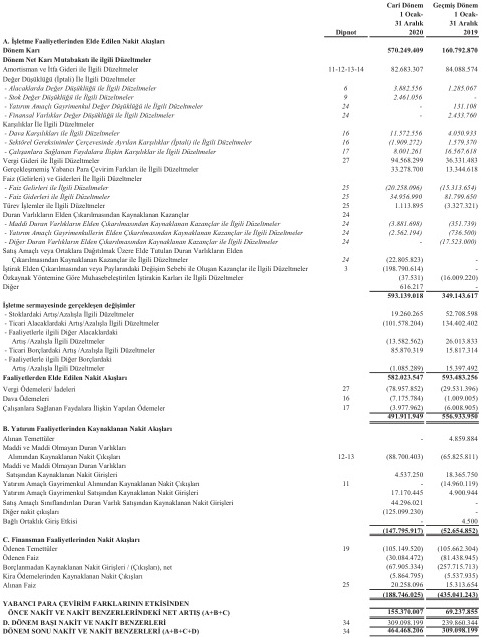 Cari Dönem Geçmiş Dönem
1 Ocak- 1 Ocak-
31 Aralık 31 Aralık
Dipnot 2020 2019
A. İşletme Faaliyetlerinden Elde Edilen Nakit Akışları
Dönem Karı 570.249.409 160.792.870
Dönem Net Karı Mutabakatı ile ilgili Düzeltmeler
Amortisman ve İtfa Gideri ile İlgili Düzeltmeler 11-12-13-14 82.683.307 84.088.574
Değer Düşüklüğü (İptali) İle İlgili Düzeltmeler
- Alacaklarda Değer Düşüklüğü ile İlgili Düzeltmeler 6 3.882.556 1.285.067
- Stok Değer Düşüklüğü ile İlgili Düzeltmeler 9 2.461.056 -
- Yatırım Amaçlı Gayrimenkul Değer Düşüklüğü ile İlgili Düzeltmeler 24 - 131.108
- Finansal Varlıklar Değer Düşüklüğü ile İlgili Düzeltmeler 24 - 2.433.760
Karşılıklar İle İlgili Düzeltmeler
- Dava Karşılıkları ile İlgili Düzeltmeler 16 11.572.556 4.050.933
- Sektörel Gereksinimler Çerçevesinde Ayrılan Karşılıklar (İptali) ile İlgili Düzeltmeler 16 (1.909.272) 1.579.370
- Çalışanlara Sağlanan Faydalara İlişkin Karşılıklar ile İlgili Düzeltmeler 17 8.001.261 16.567.618
Vergi Gideri ile İlgili Düzeltmeler 27 94.568.299 36.331.483
Gerçekleşmemiş Yabancı Para Çevirim Farkları ile İlgili Düzeltmeler 33.278.700 13.344.618
Faiz (Gelirleri) ve Giderleri İle İlgili Düzeltmeler
- Faiz Gelirleri ile İlgili Düzeltmeler 25 (20.258.096) (15.313.654)
- Faiz Giderleri ile İlgili Düzeltmeler 25 34.956.990 81.799.650
Türev İşlemler ile İlgili Düzeltmeler 25 1.113.895 (3.327.321)
Duran Varlıkların Elden Çıkarılmasından Kaynaklanan Kazançlar 24
- Maddi Duran Varlıkların Elden Çıkarılmasından Kaynaklanan Kazançlar ile İlgili Düzeltmeler 24 (3.881.698) (351.739)
- Yatırım Amaçlı Gayrimenkullerin Elden Çıkarılmasından Kaynaklanan Kazançlar ile İlgili Düzeltmeler 24 (2.562.194) (736.500)
- Diğer Duran Varlıkların Elden Çıkarılmasından Kaynaklanan Kazançlar ile İlgili Düzeltmeler 24 - (17.523.000)
Satış Amaçlı veya Ortaklara Dağıtılmak Üzere Elde Tutulan Duran Varlıkların Elden
Çıkarılmasından Kaynaklanan Kazançlar ile İlgili Düzeltmeler 24 (22.805.823) -
İştirak Elden Çıkarılmasından veya Paylarındaki Değişim Sebebi ile Oluşan Kazançlar ile İlgili Düzeltmeler 3 (198.790.614) -
Özkaynak Yöntemine Göre Muhasebeleştirilen İştirakin Karları ile İlgili Düzeltmeler (37.531) (16.009.220)
Diğer 616.217 -
593.139.018 349.143.617
İşletme sermayesinde gerçekleşen değişimler
- Stoklardaki Artış/Azalışla İlgili Düzeltmeler 19.260.265 52.708.598
- Ticari Alacaklardaki Artış/Azalışla İlgili Düzeltmeler (101.578.204) 134.402.402
- Faaliyetlerle ilgili Diğer Alacaklardaki
Artış /Azalışla İlgili Düzeltmeler (13.582.562) 26.013.833
- Ticari Borçlardaki Artış /Azalışla İlgili Düzeltmeler 85.870.319 15.817.314
- Faaliyetlerle ilgili Diğer Borçlardaki
Artış /Azalışla İlgili Düzeltmeler (1.085.289) 15.397.492
Faaliyetlerden Elde Edilen Nakit Akışları 582.023.547 593.483.256
Vergi Ödemeleri/ İadeleri 27 (78.957.852) (29.531.396)
Dava Ödemeleri 16 (7.175.784) (1.009.005)
Çalışanlara Sağlanan Faydalara İlişkin Yapılan Ödemeler 17 (3.977.962) (6.008.905)
491.911.949 556.933.950
B. Yatırım Faaliyetlerinden Kaynaklanan Nakit Akışları
Alınan Temettüler - 4.859.884
Maddi ve Maddi Olmayan Duran Varlıkları
Alımından Kaynaklanan Nakit Çıkışları 12-13 (88.700.403) (65.825.811)
Maddi ve Maddi Olmayan Duran Varlıkları
Satışından Kaynaklanan Nakit Girişleri 4.537.250 18.365.750
Yatırım Amaçlı Gayrimenkul Alımından Kaynaklanan Nakit Çıkışları 11 - (14.960.119)
Yatırım Amaçlı Gayrimenkul Satışından Kaynaklanan Nakit Girişleri 17.170.445 4.900.944
Satış Amaçlı Sınıflandırılan Duran Varlık Satışından Kaynaklanan Nakit Girişleri 44.296.021 -
Diğer nakit çıkışları (125.099.230) -
Bağlı Ortaklık Giriş Etkisi - 4.500
(147.795.917) (52.654.852)
C. Finansman Faaliyetlerinden Nakit Akışları
Ödenen Temettüler 19 (105.149.520) (105.662.304)
Ödenen Faiz (30.084.472) (81.438.945)
Borçlanmadan Kaynaklanan Nakit Girişleri / (Çıkışları), net (67.905.334) (257.715.713)
Kira Ödemelerinden Kaynaklanan Nakit Çıkışları (5.864.795) (5.537.935)
Alınan Faiz 25 20.258.096 15.313.654
(188.746.025) (435.041.243)
YABANCI PARA ÇEVİRİM FARKLARININ ETKİSİNDEN
ÖNCE NAKİT VE NAKİT BENZERLERİNDEKİ NET ARTIŞ (A+B+C) 155.370.007 69.237.855
D. DÖNEM BAŞI NAKİT VE NAKİT BENZERLERİ 34 309.098.199 239.860.344
DÖNEM SONU NAKİT VE NAKİT BENZERLERİ (A+B+C+D) 34 464.468.206 309.098.199